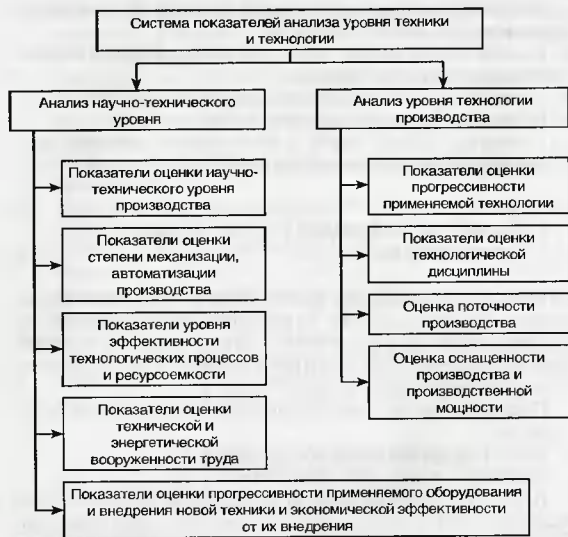 Система показателей анализа уровня техники
и технологии
Анализ научно-технического
уровня
Анализ уровня технологии
производства
Показатели оценки научно-
технического уровня
производства
Показатели оценки
степени механизации,
автоматизации
производства
Показатели уровня
эффективности
технологических процессов
и ресурсоемкости
Показатели оценки
технической и
энергетической
вооруженности труда
Показатели оценки
прогрессивности
применяемой технологии
Показатели оценки
технологической
дисциплины
Оценка поточности
производства
Оценка оснащенности
производства и
производственной
мощности
Показатели оценки прогрессивности применяемого оборудования
и внедрения новой техники и экономической эффективности
от их внедрения